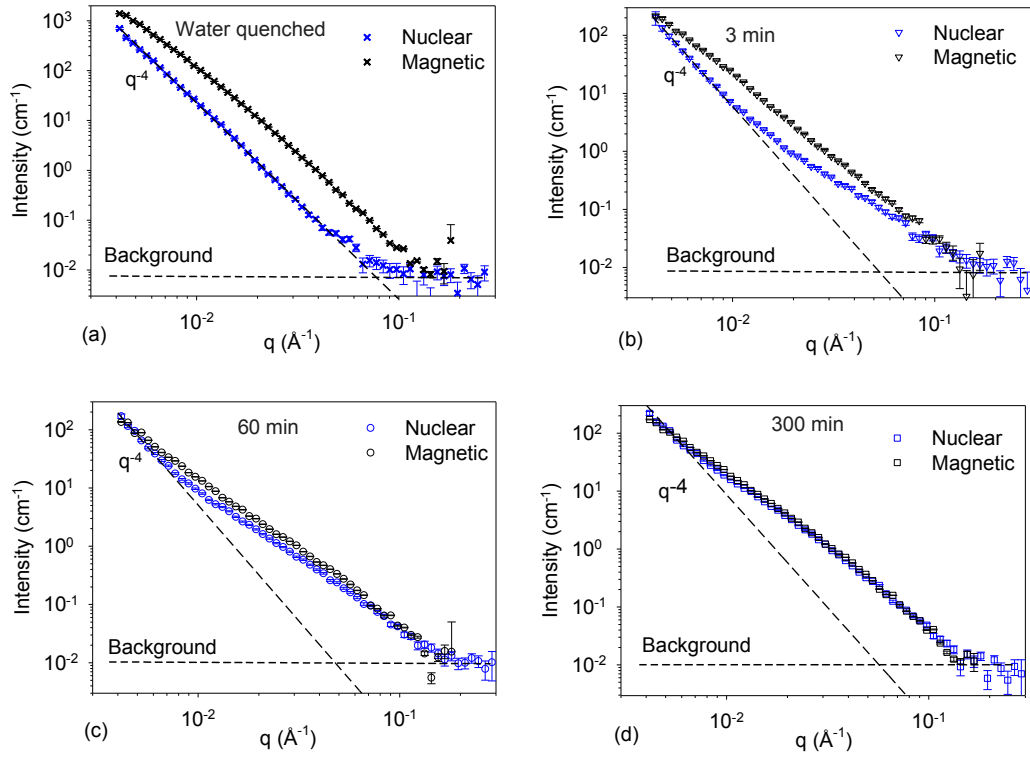 Water quenched
Nuclear
Magnetic
q⁻⁴
Background
Intensity (cm⁻¹)
10³
10²
10¹
10⁰
10⁻¹
10⁻²
10⁻² 10⁻¹
q (Å⁻¹)
(a)
3 min
Nuclear
Magnetic
q⁻⁴
Background
Intensity (cm⁻¹)
10²
10¹
10⁰
10⁻¹
10⁻²
10⁻² 10⁻¹
q (Å⁻¹)
(b)
60 min
Nuclear
Magnetic
q⁻⁴
Background
Intensity (cm⁻¹)
10²
10¹
10⁰
10⁻¹
10⁻²
10⁻² 10⁻¹
q (Å⁻¹)
(c)
300 min
Nuclear
Magnetic
q⁻⁴
Background
Intensity (cm⁻¹)
10²
10¹
10⁰
10⁻¹
10⁻²
10⁻² 10⁻¹
q (Å⁻¹)
(d)